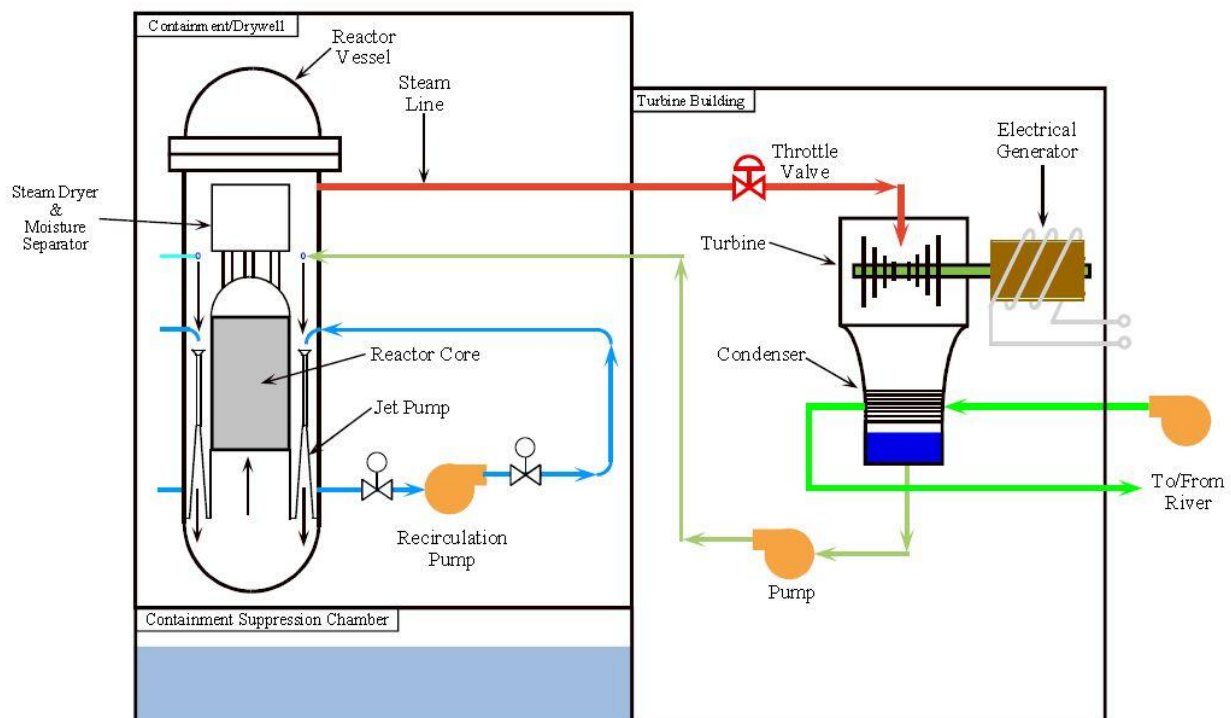 Containment/Drywell
Reactor
Vessel
Steam
Line
Turbine Building
Electrical
Generator
Throttle
Valve
Steam Dryer
&
Moisture
Separator
Turbine
Reactor Core
Condenser
Jet Pump
To/From
River
Recirculation
Pump
Pump
Containment Suppression Chamber